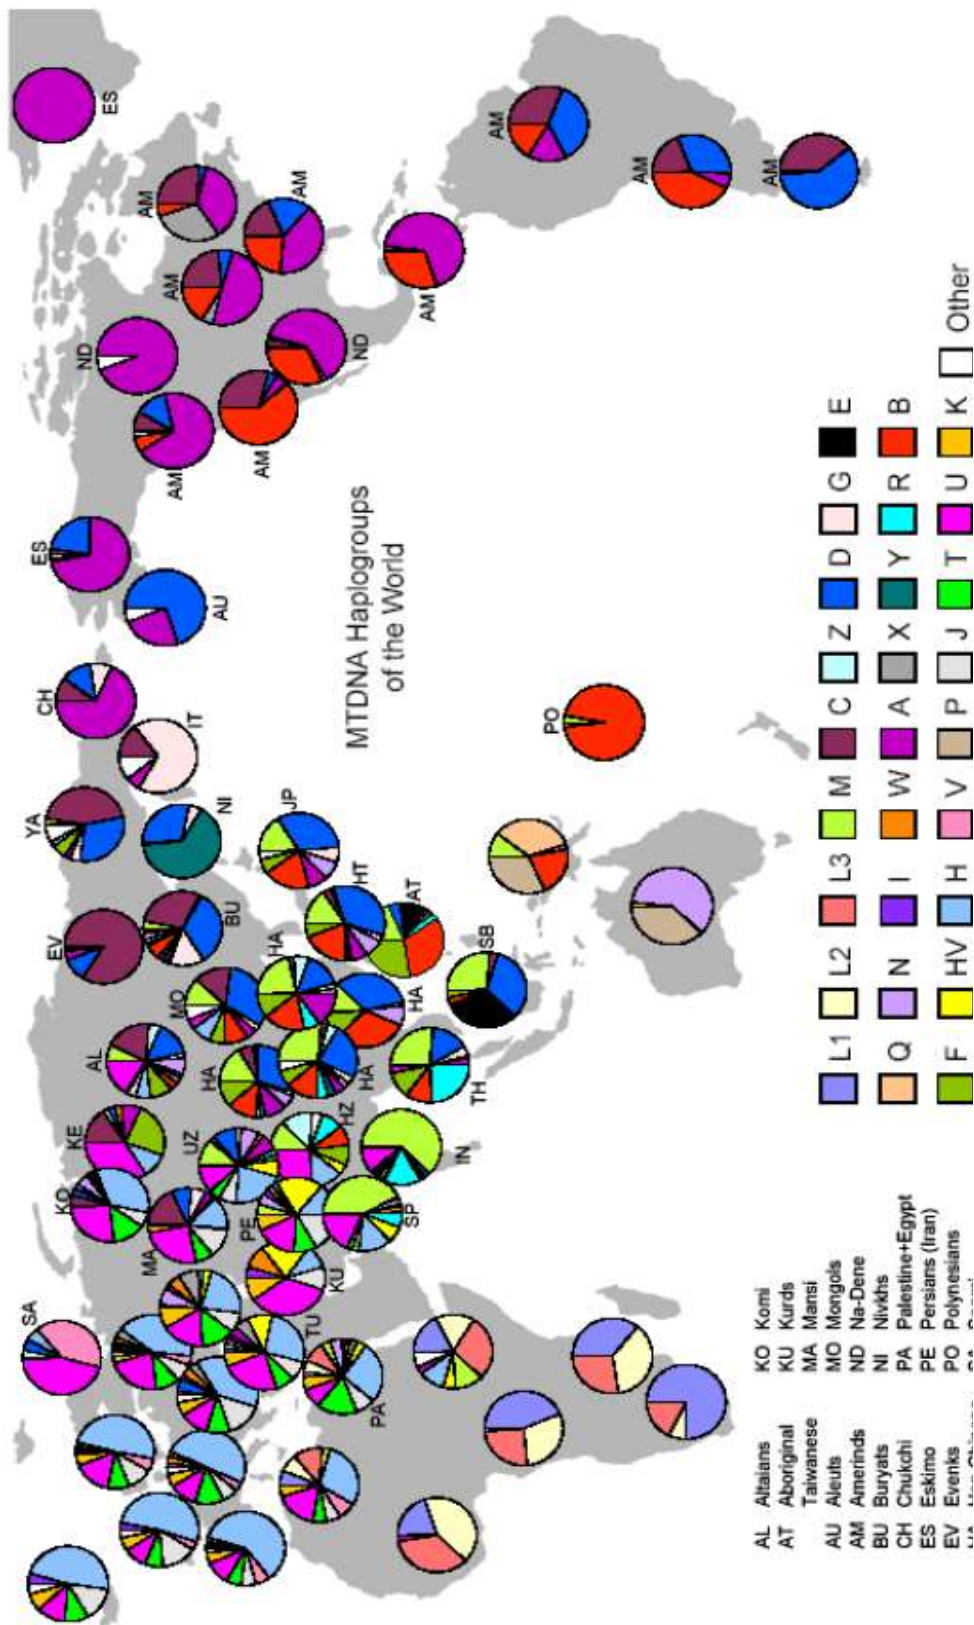 SA
KO
YA
CH
ES
ES
EV
KE
AL
ND
AM
AM
MA
MO
BU
IT
AU
AM
AM
UZ
NI
AM
AM
HA
HA
PE
JP
TU
KU
HZ
HA
HT
ND
PA
SP
HA
AT
AM
IN
TH
SB
PO
AM
AM
AM
MTDNA Haplogroups
of the World
L1 L2 L3 M C Z D G E
Q N I W A X Y R B
F HV H V P J T U K Other
AL Altaians KO Komi
AT Aboriginal KU Kurds
Taiwanese MA Mansi
AU Aleuts MO Mongols
AM Amerinds ND Na-Dene
BU Buryats NI Nivkhs
CH Chukchi PA Palestine+Egypt
ES Eskimo PE Persians (Iran)
EV Evenks PO Polynesians